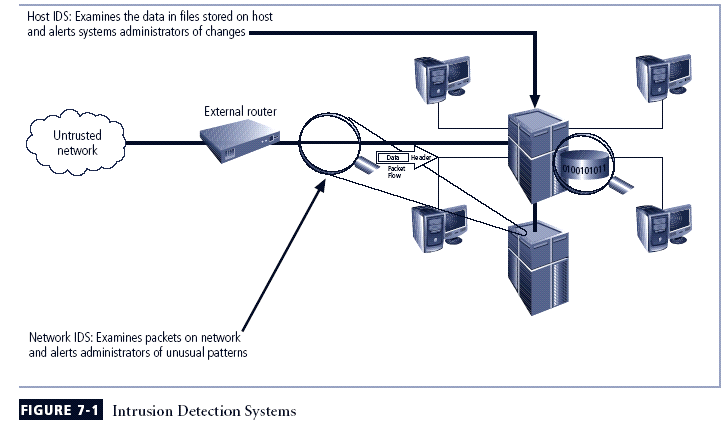 Host IDS: Examines the data in files stored on host
and alerts systems administrators of changes
External router
Untrusted
network
Data
Header
Packet
Flow
0100101011
Network IDS: Examines packets on network
and alerts administrators of unusual patterns
FIGURE 7-1 Intrusion Detection Systems